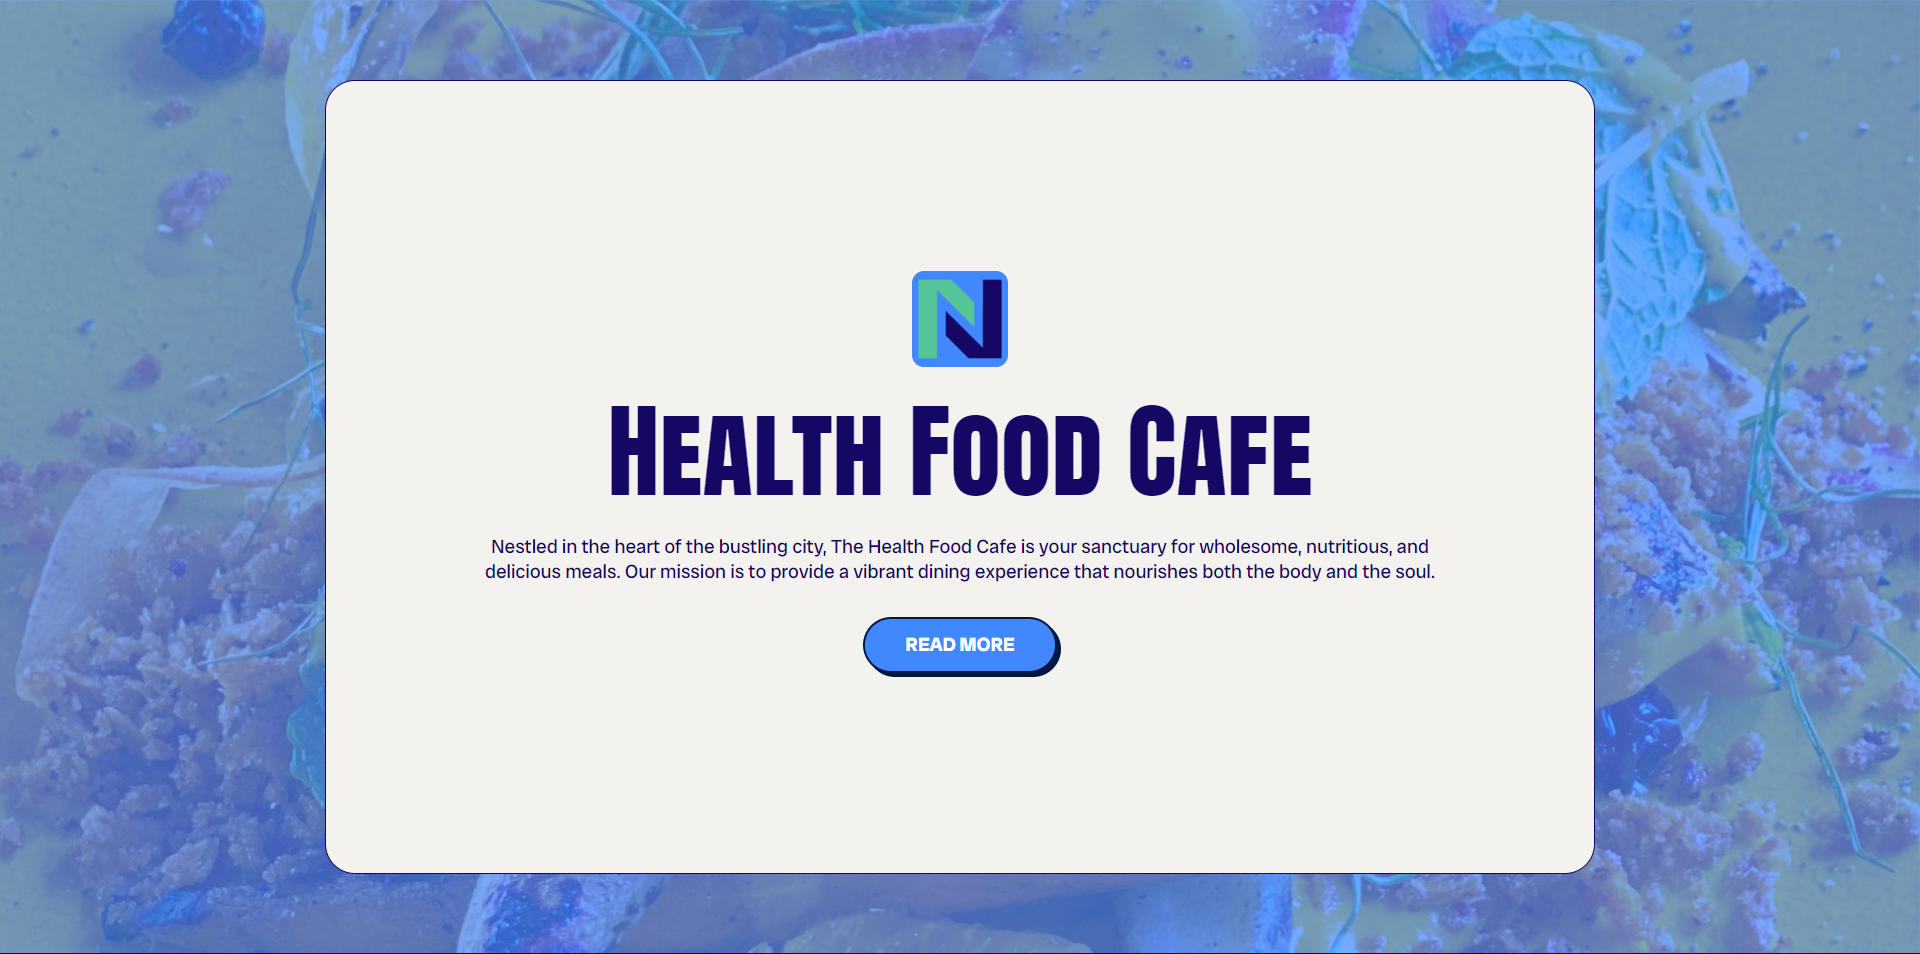 N
Health Food Cafe
Nestled in the heart of the bustling city, The Health Food Cafe is your sanctuary for wholesome, nutritious, and
delicious meals. Our mission is to provide a vibrant dining experience that nourishes both the body and the soul.
READ MORE